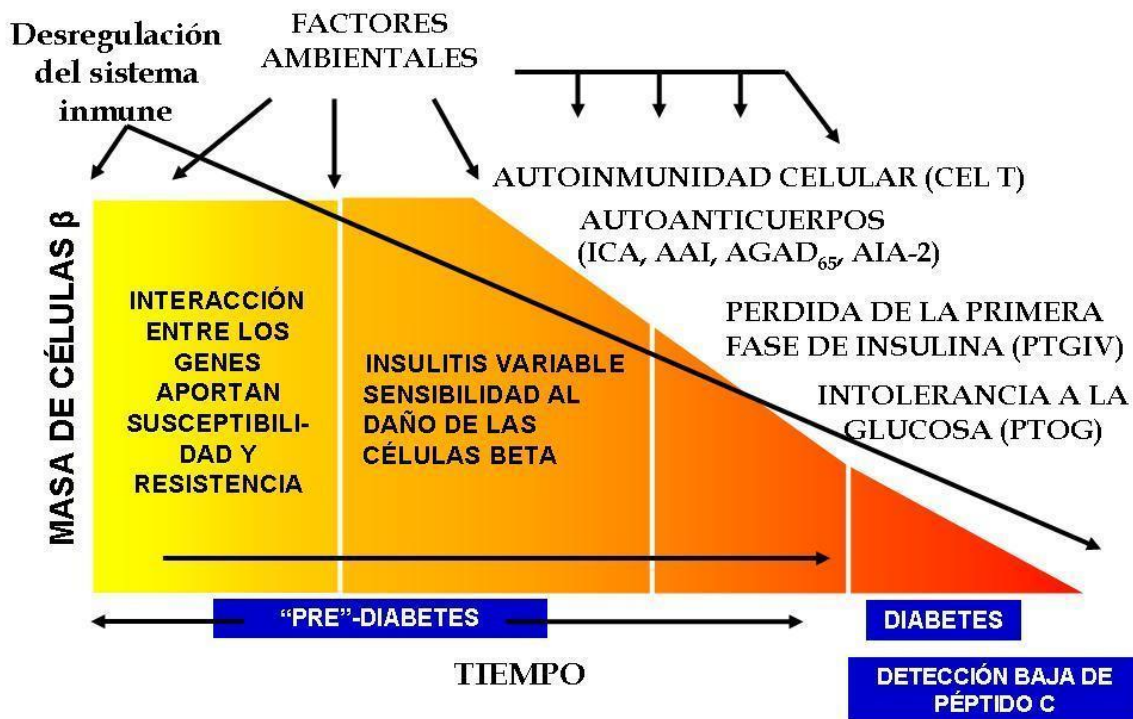 Desregulación
del sistema
inmune
FACTORES
AMBIENTALES
AUTOINMUNIDAD CELULAR (CEL T)
AUTOANTICUERPOS
(ICA, AAI, AGAD65, AIA-2)
PERDIDA DE LA PRIMERA
FASE DE INSULINA (PTGIV)
INTOLERANCIA A LA
GLUCOSA (PTOG)
MASA DE CÉLULAS β
INTERACCIÓN
ENTRE LOS
GENES
APORTAN
SUSCEPTIBILI-
DAD Y
RESISTENCIA
INSULITIS VARIABLE
SENSIBILIDAD AL
DAÑO DE LAS
CÉLULAS BETA
“PRE”-DIABETES
DIABETES
TIEMPO
DETECCIÓN BAJA DE
PÉPTIDO C